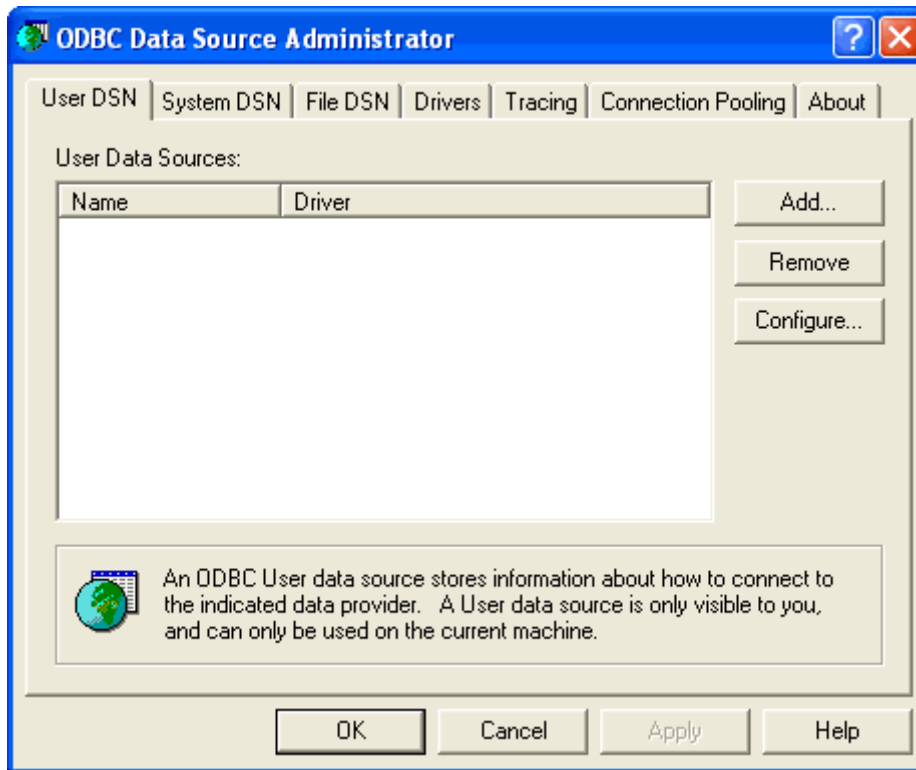 ODBC Data Source Administrator
User DSN System DSN File DSN Drivers Tracing Connection Pooling About
User Data Sources:
Name Driver
Add...
Remove
Configure...
An ODBC User data source stores information about how to connect to
the indicated data provider. A User data source is only visible to you,
and can only be used on the current machine.
OK Cancel Apply Help